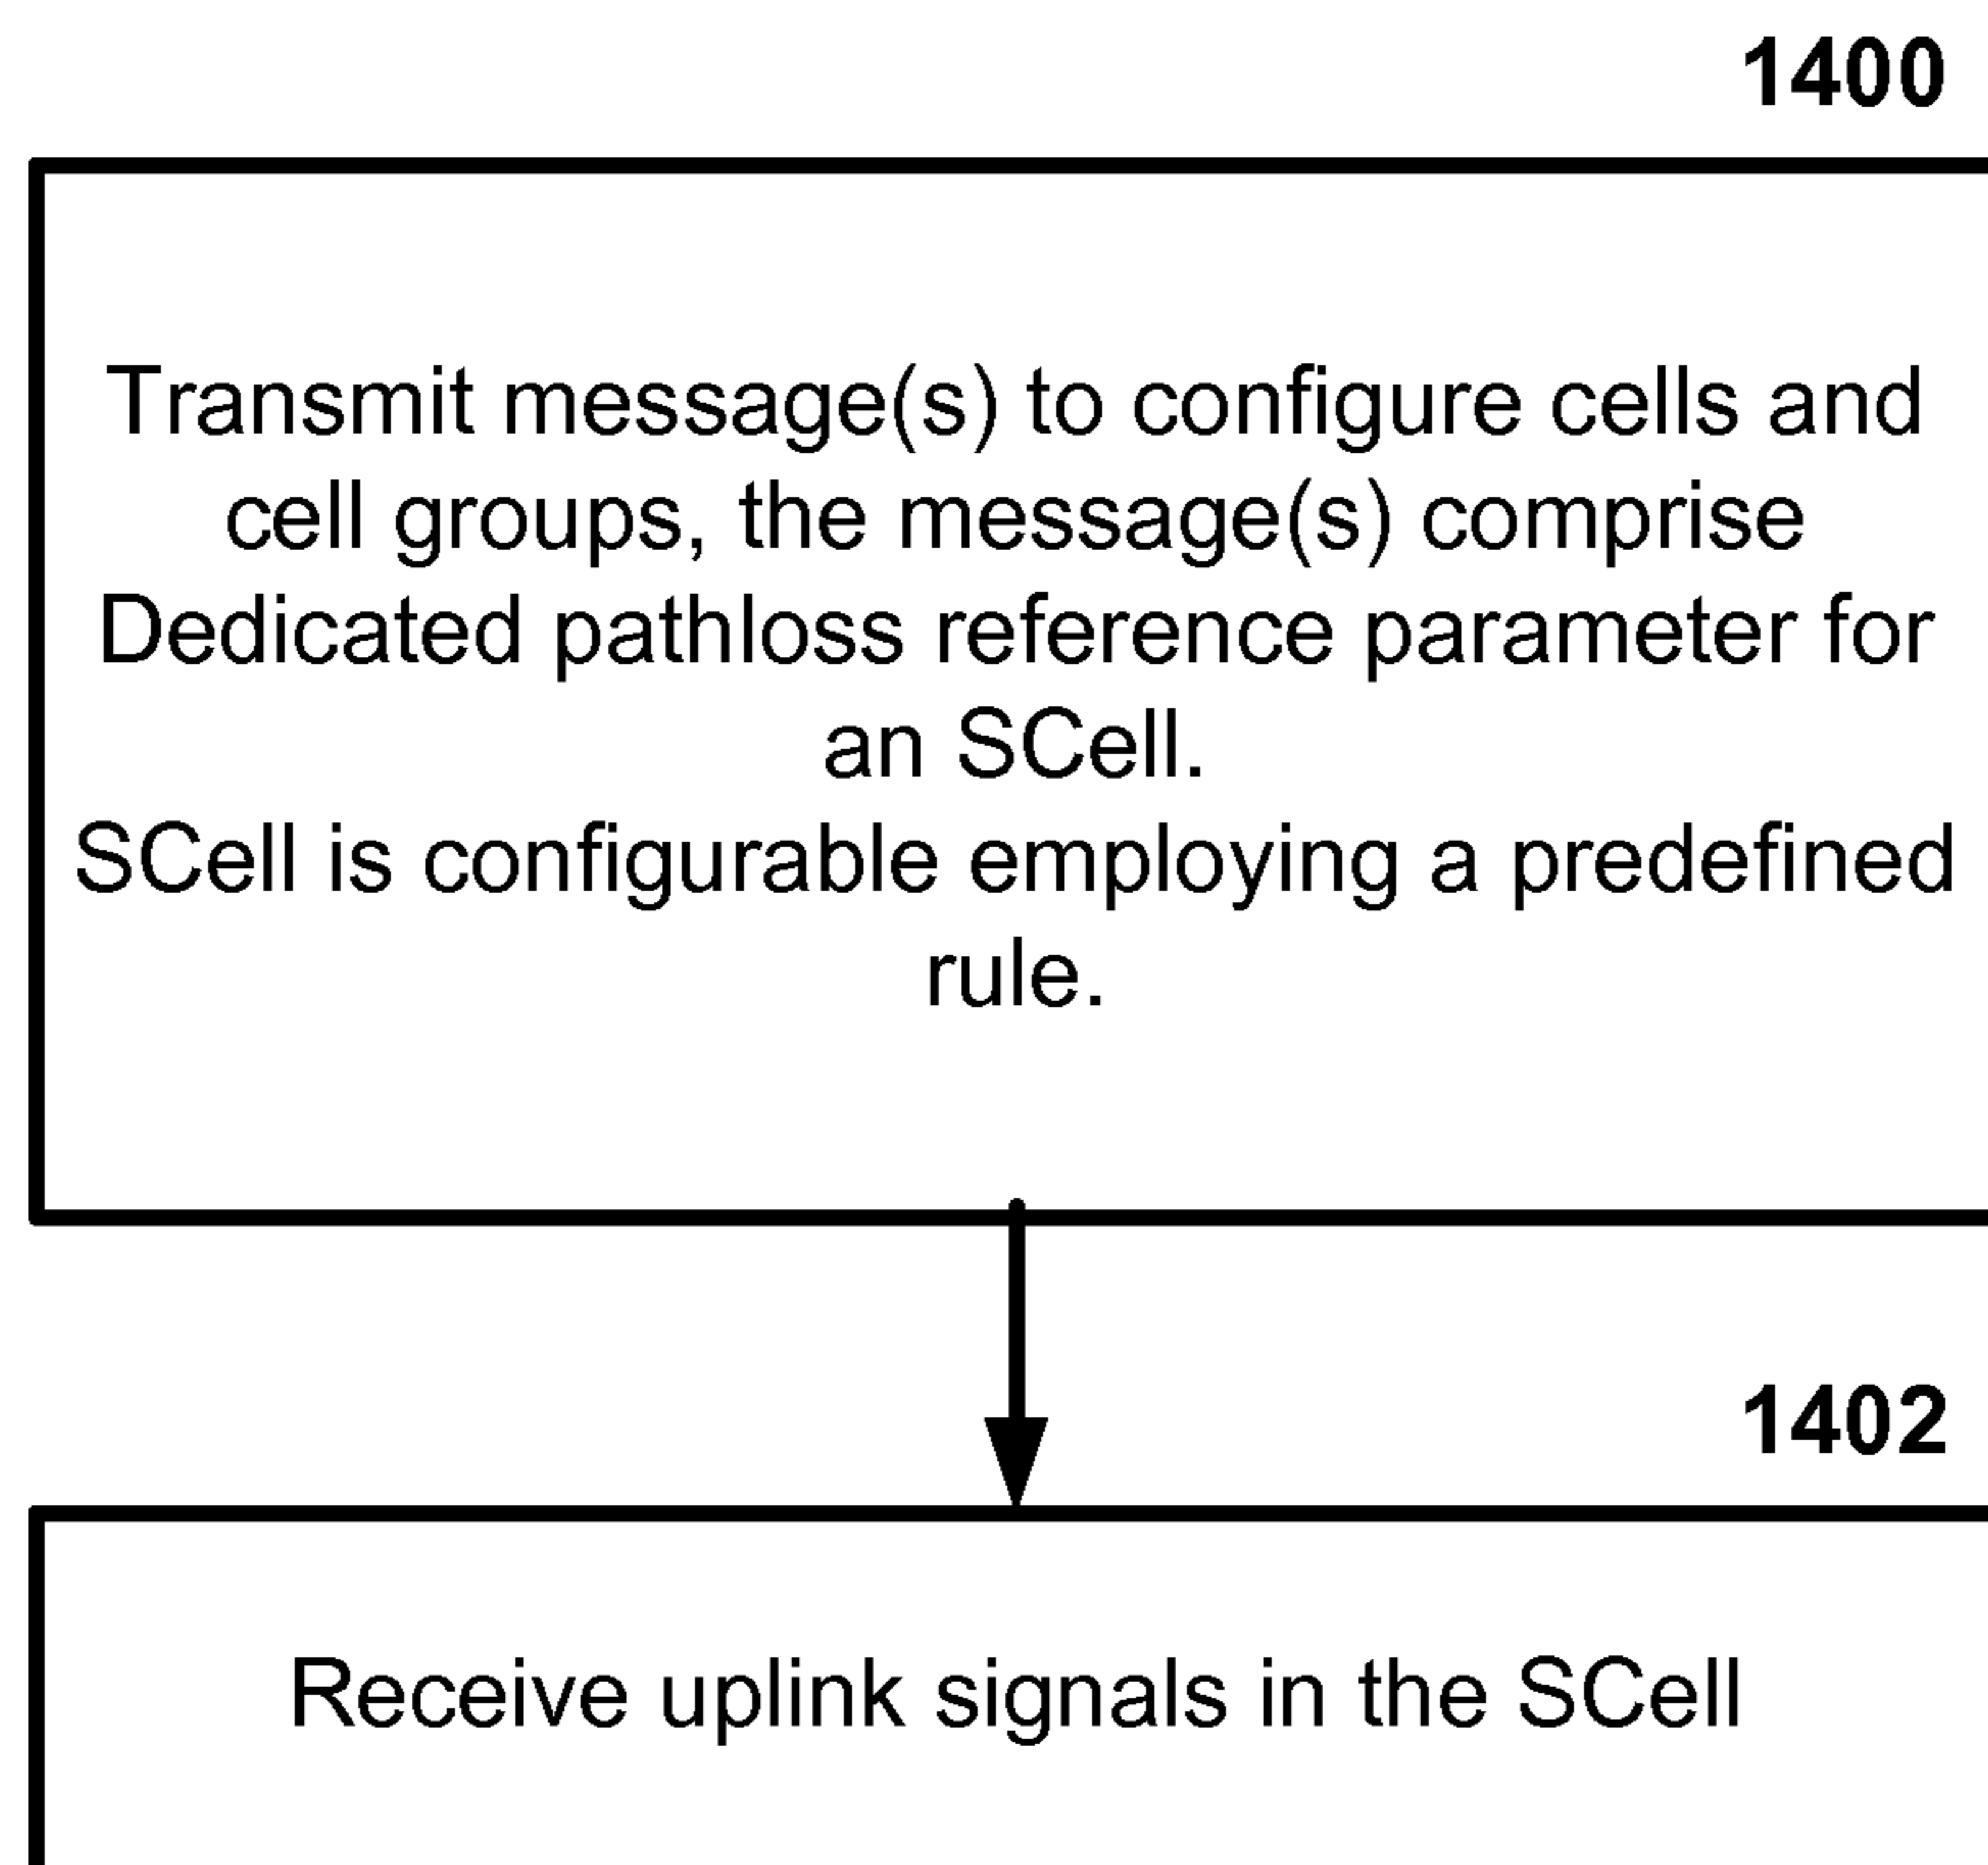 1400
Transmit message(s) to configure cells and
cell groups, the message(s) comprise
Dedicated pathloss reference parameter for
an SCell.
SCell is configurable employing a predefined
rule.
1402
Receive uplink signals in the SCell